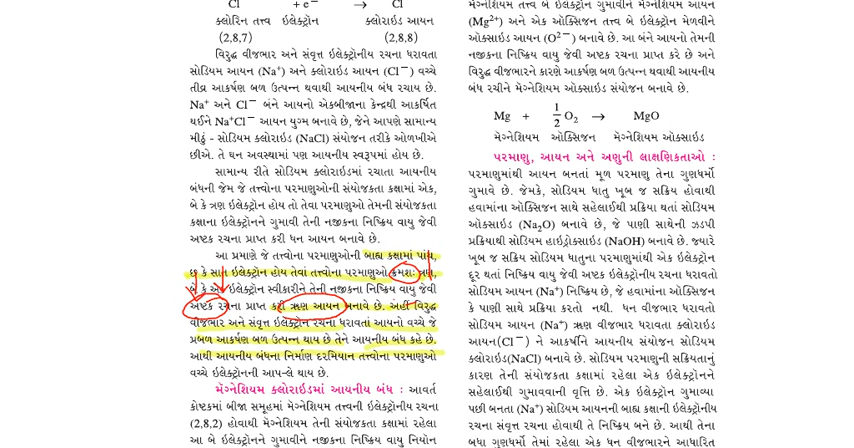 Cl + e⁻ → Cl
ક્લોરિન તત્ત્વ ઇલેક્ટ્રૉન ક્લોરાઇડ આયન
(2,8,7) (2,8,8)
વિરુદ્ધ વીજભાર અને સંવૃત્ત ઇલેક્ટ્રૉનીય રચના ધરાવતા
સોડિયમ આયન (Na⁺) અને ક્લોરાઇડ આયન (Cl⁻) વચ્ચે
તીવ્ર આકર્ષણ બળ ઉત્પન્ન થવાથી આયનીય બંધ રચાય છે.
Na⁺ અને Cl⁻ બંને આયનો એકબીજાના કેન્દ્રથી આકર્ષિત
થઈને Na⁺Cl⁻ આયન યુગ્મ બનાવે છે, જેને આપણે સામાન્ય
મીઠું - સોડિયમ ક્લોરાઇડ (NaCl) સંયોજન તરીકે ઓળખીએ
છીએ. તે ઘન અવસ્થામાં પણ આયનીય સ્વરૂપમાં હોય છે.
સામાન્ય રીતે સોડિયમ ક્લોરાઇડમાં રચાતા આયનીય
બંધની જેમ જે તત્ત્વોના પરમાણુઓની સંયોજકતા કક્ષામાં એક,
બે કે ત્રણ ઇલેક્ટ્રૉન હોય તો તેવા પરમાણુઓ તેમની સંયોજકતા
કક્ષાના ઇલેક્ટ્રૉનને ગુમાવી તેની નજીકના નિષ્ક્રિય વાયુ જેવી
અષ્ટક રચના પ્રાપ્ત કરી ધન આયન બનાવે છે.
આ પ્રમાણે જે તત્ત્વોના પરમાણુઓની બાહ્ય કક્ષામાં પાંચ,
છ કે સાત ઇલેક્ટ્રૉન હોય તેવાં તત્ત્વોના પરમાણુઓ ક્રમશઃ ત્રણ,
બે કે એક ઇલેક્ટ્રૉન સ્વીકારીને તેની નજીકના નિષ્ક્રિય વાયુ જેવી
અષ્ટક રચના પ્રાપ્ત કરી ઋણ આયન બનાવે છે. અહીં વિરુદ્ધ
વીજભાર અને સંવૃત્ત ઇલેક્ટ્રૉન રચના ધરાવતાં આયનો વચ્ચે જે
પ્રબળ આકર્ષણ બળ ઉત્પન્ન થાય છે તેને આયનીય બંધ કહે છે.
આથી આયનીય બંધના નિર્માણ દરમિયાન તત્ત્વોના પરમાણુઓ
વચ્ચે ઇલેક્ટ્રૉનની આપ-લે થાય છે.
મૅગ્નેશિયમ ક્લોરાઇડમાં આયનીય બંધ : આવર્ત
કોષ્ટકમાં બીજા સમૂહમાં મૅગ્નેશિયમ તત્ત્વની ઇલેક્ટ્રૉનીય રચના
(2,8,2) હોવાથી મૅગ્નેશિયમ તેની સંયોજકતા કક્ષામાં રહેલા
આ બે ઇલેક્ટ્રૉનને ગુમાવીને નજીકના નિષ્ક્રિય વાયુ નિયોન
મૅગ્નેશિયમ તત્ત્વ બે ઇલેક્ટ્રૉન ગુમાવીને મૅગ્નેશિયમ આયન
(Mg²⁺) અને એક ઑક્સિજન તત્ત્વ બે ઇલેક્ટ્રૉન મેળવીને
ઑક્સાઇડ આયન (O²⁻) બનાવે છે. આ બંને આયનો તેમની
નજીકના નિષ્ક્રિય વાયુ જેવી અષ્ટક રચના પ્રાપ્ત કરે છે અને
વિરુદ્ધ વીજભારને કારણે આકર્ષણ બળ ઉત્પન્ન થવાથી આયનીય
બંધ રચીને મૅગ્નેશિયમ ઑક્સાઇડ સંયોજન બનાવે છે.
Mg + 1/2 O₂ → MgO
મૅગ્નેશિયમ ઑક્સિજન મૅગ્નેશિયમ ઑક્સાઇડ
પરમાણુ, આયન અને અણુની લાક્ષણિકતાઓ :
પરમાણુમાંથી આયન બનતાં મૂળ પરમાણુ તેના ગુણધર્મો
ગુમાવે છે. જેમકે, સોડિયમ ધાતુ ખૂબ જ સક્રિય હોવાથી
હવામાંના ઑક્સિજન સાથે સહેલાઈથી પ્રક્રિયા થતાં સોડિયમ
ઑક્સાઇડ (Na₂O) બનાવે છે, જે પાણી સાથેની ઝડપી
પ્રક્રિયાથી સોડિયમ હાઇડ્રૉક્સાઇડ (NaOH) બનાવે છે. જ્યારે
ખૂબ જ સક્રિય સોડિયમ ધાતુના પરમાણુમાંથી એક ઇલેક્ટ્રૉન
દૂર થતાં નિષ્ક્રિય વાયુ જેવી અષ્ટક ઇલેક્ટ્રૉનીય રચના ધરાવતો
સોડિયમ આયન (Na⁺) નિષ્ક્રિય છે, જે હવામાંના ઑક્સિજન
કે પાણી સાથે પ્રક્રિયા કરતો નથી. ધન વીજભાર ધરાવતો
સોડિયમ આયન (Na⁺) ઋણ વીજભાર ધરાવતા ક્લોરાઇડ
આયન(Cl⁻) ને આકર્ષીને આયનીય સંયોજન સોડિયમ
ક્લોરાઇડ(NaCl) બનાવે છે. સોડિયમ પરમાણુની સક્રિયતાનું
કારણ તેની સંયોજકતા કક્ષામાં રહેલા એક ઇલેક્ટ્રૉનને
સહેલાઈથી ગુમાવવાની વૃત્તિ છે. એક ઇલેક્ટ્રૉન ગુમાવ્યા
પછી બનતા (Na⁺) સોડિયમ આયનની બાહ્ય કક્ષાની ઇલેક્ટ્રૉનીય
રચના સંવૃત્ત હોવાથી તે નિષ્ક્રિય બને છે. આથી તેના
બધા ગુણધર્મો તેમાં રહેલા એક ધન વીજભારને આધારિત